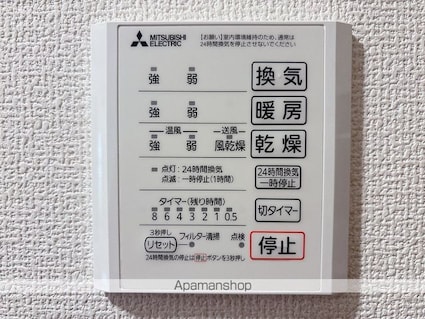 MITSUBISHI
ELECTRIC
【お願い】室内環境維持のため、通常は
24時間換気を停止させないでください
強 弱 換気
強 弱 暖房
温風 送風
強 弱 風乾燥 乾燥
点灯:24時間換気
点滅:一時停止(1時間)
24時間換気
一時停止
タイマー(残り時間)
8 6 4 3 2 1 0.5
切タイマー
3秒押し
リセット フィルター清掃 点検
24時間換気の停止は停止ボタンを3秒押し
停止
Apamanshop